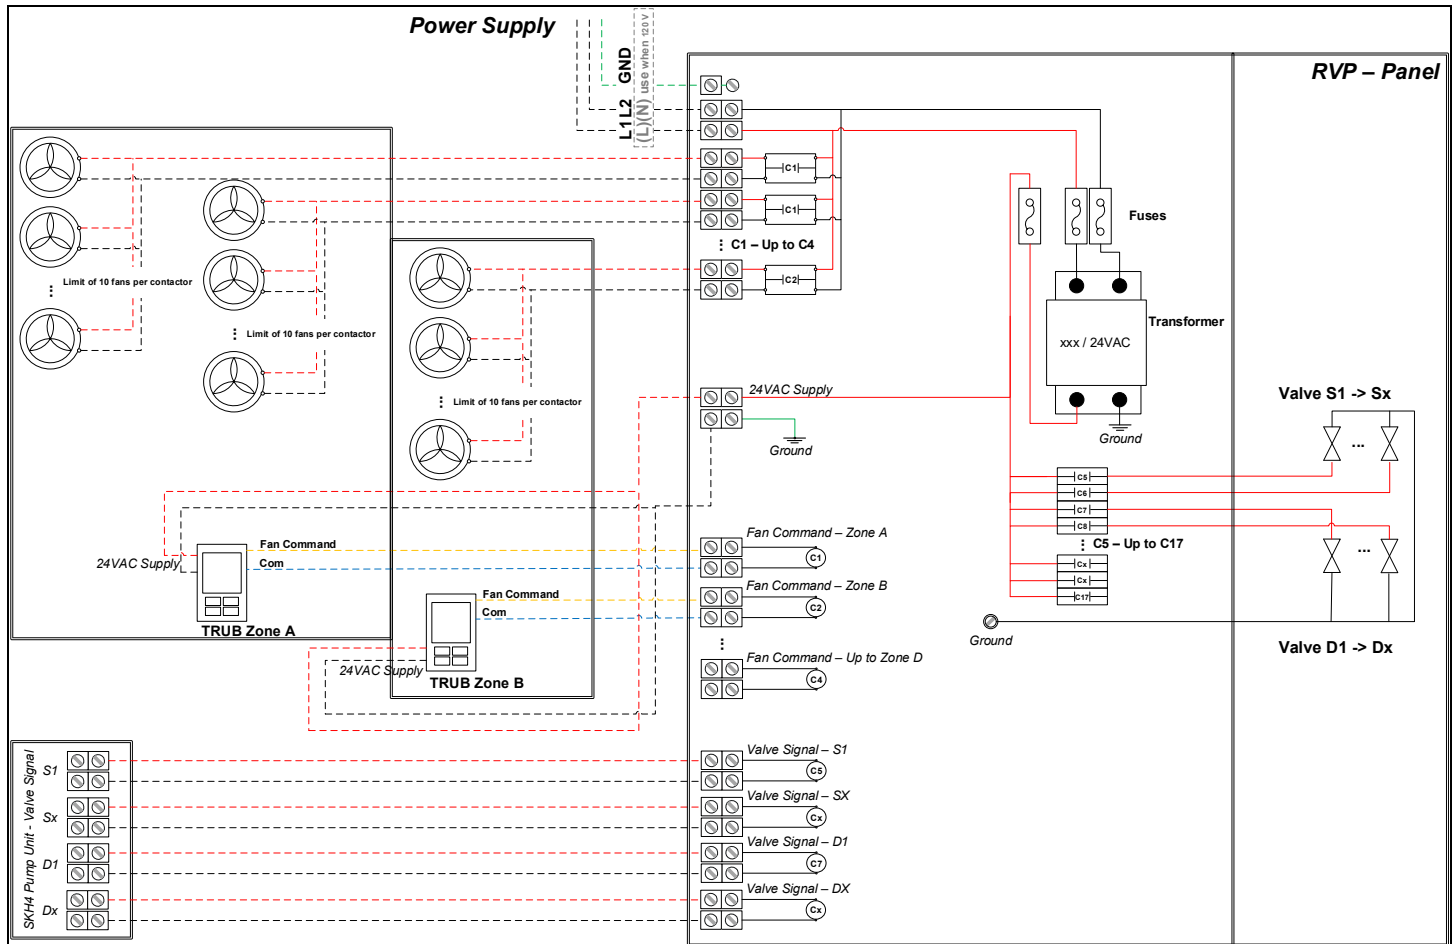 Power Supply
RVP – Panel
GND
L2
L1
(N)
(L)
use when 120 V
C1
C1
⋮ C1 – Up to C4
C2
Fuses
Transformer
xxx / 24VAC
Ground
Limit of 10 fans per contactor
Limit of 10 fans per contactor
Limit of 10 fans per contactor
24VAC Supply
Ground
Valve S1 -> Sx
...
C5
C6
C7
C8
⋮ C5 – Up to C17
Cx
Cx
C17
...
Ground
Valve D1 -> Dx
Fan Command
Com
24VAC Supply
TRUB Zone A
Fan Command
Com
24VAC Supply
TRUB Zone B
Fan Command – Zone A
C1
Fan Command – Zone B
C2
Fan Command – Up to Zone D
C4
SKH4 Pump Unit - Valve Signal
S1
Sx
D1
Dx
Valve Signal – S1
C5
Valve Signal – SX
Cx
Valve Signal – D1
C7
Valve Signal – DX
Cx